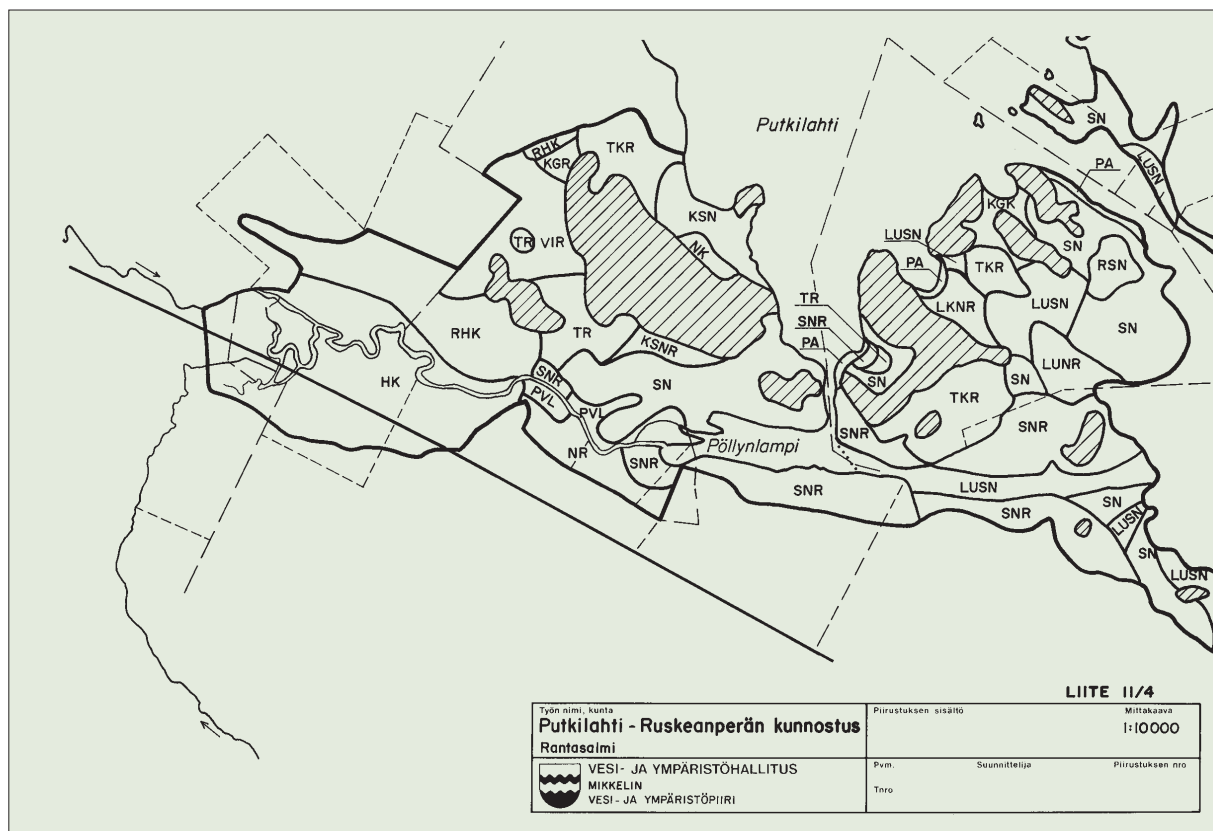 Putkilahti
SN
LUSN
PA
RHK
KGR
TKR
KSN
NK
TR
VIR
KGK
SN
RSN
LUSN
PA
TKR
LKNR
LUSN
SN
TR
SNR
PA
SN
LUNR
SN
RHK
TR
KSNR
HK
SNR
PVL
SN
PVL
TKR
SNR
SNR
NR
SNR
Pöllynlampi
SNR
LUSN
SNR
SN
LUSN
SN
LUSN
LIITE 11/4
Työn nimi, kunta
Putkilahti - Ruskeanperän kunnostus
Rantasalmi
Piirustuksen sisältö
Mittakaava
1:10000
VESI- JA YMPÄRISTÖHALLITUS
MIKKELIN
VESI- JA YMPÄRISTÖPIIRI
Pvm.
Suunnittelija
Piirustuksen nro
Tnro